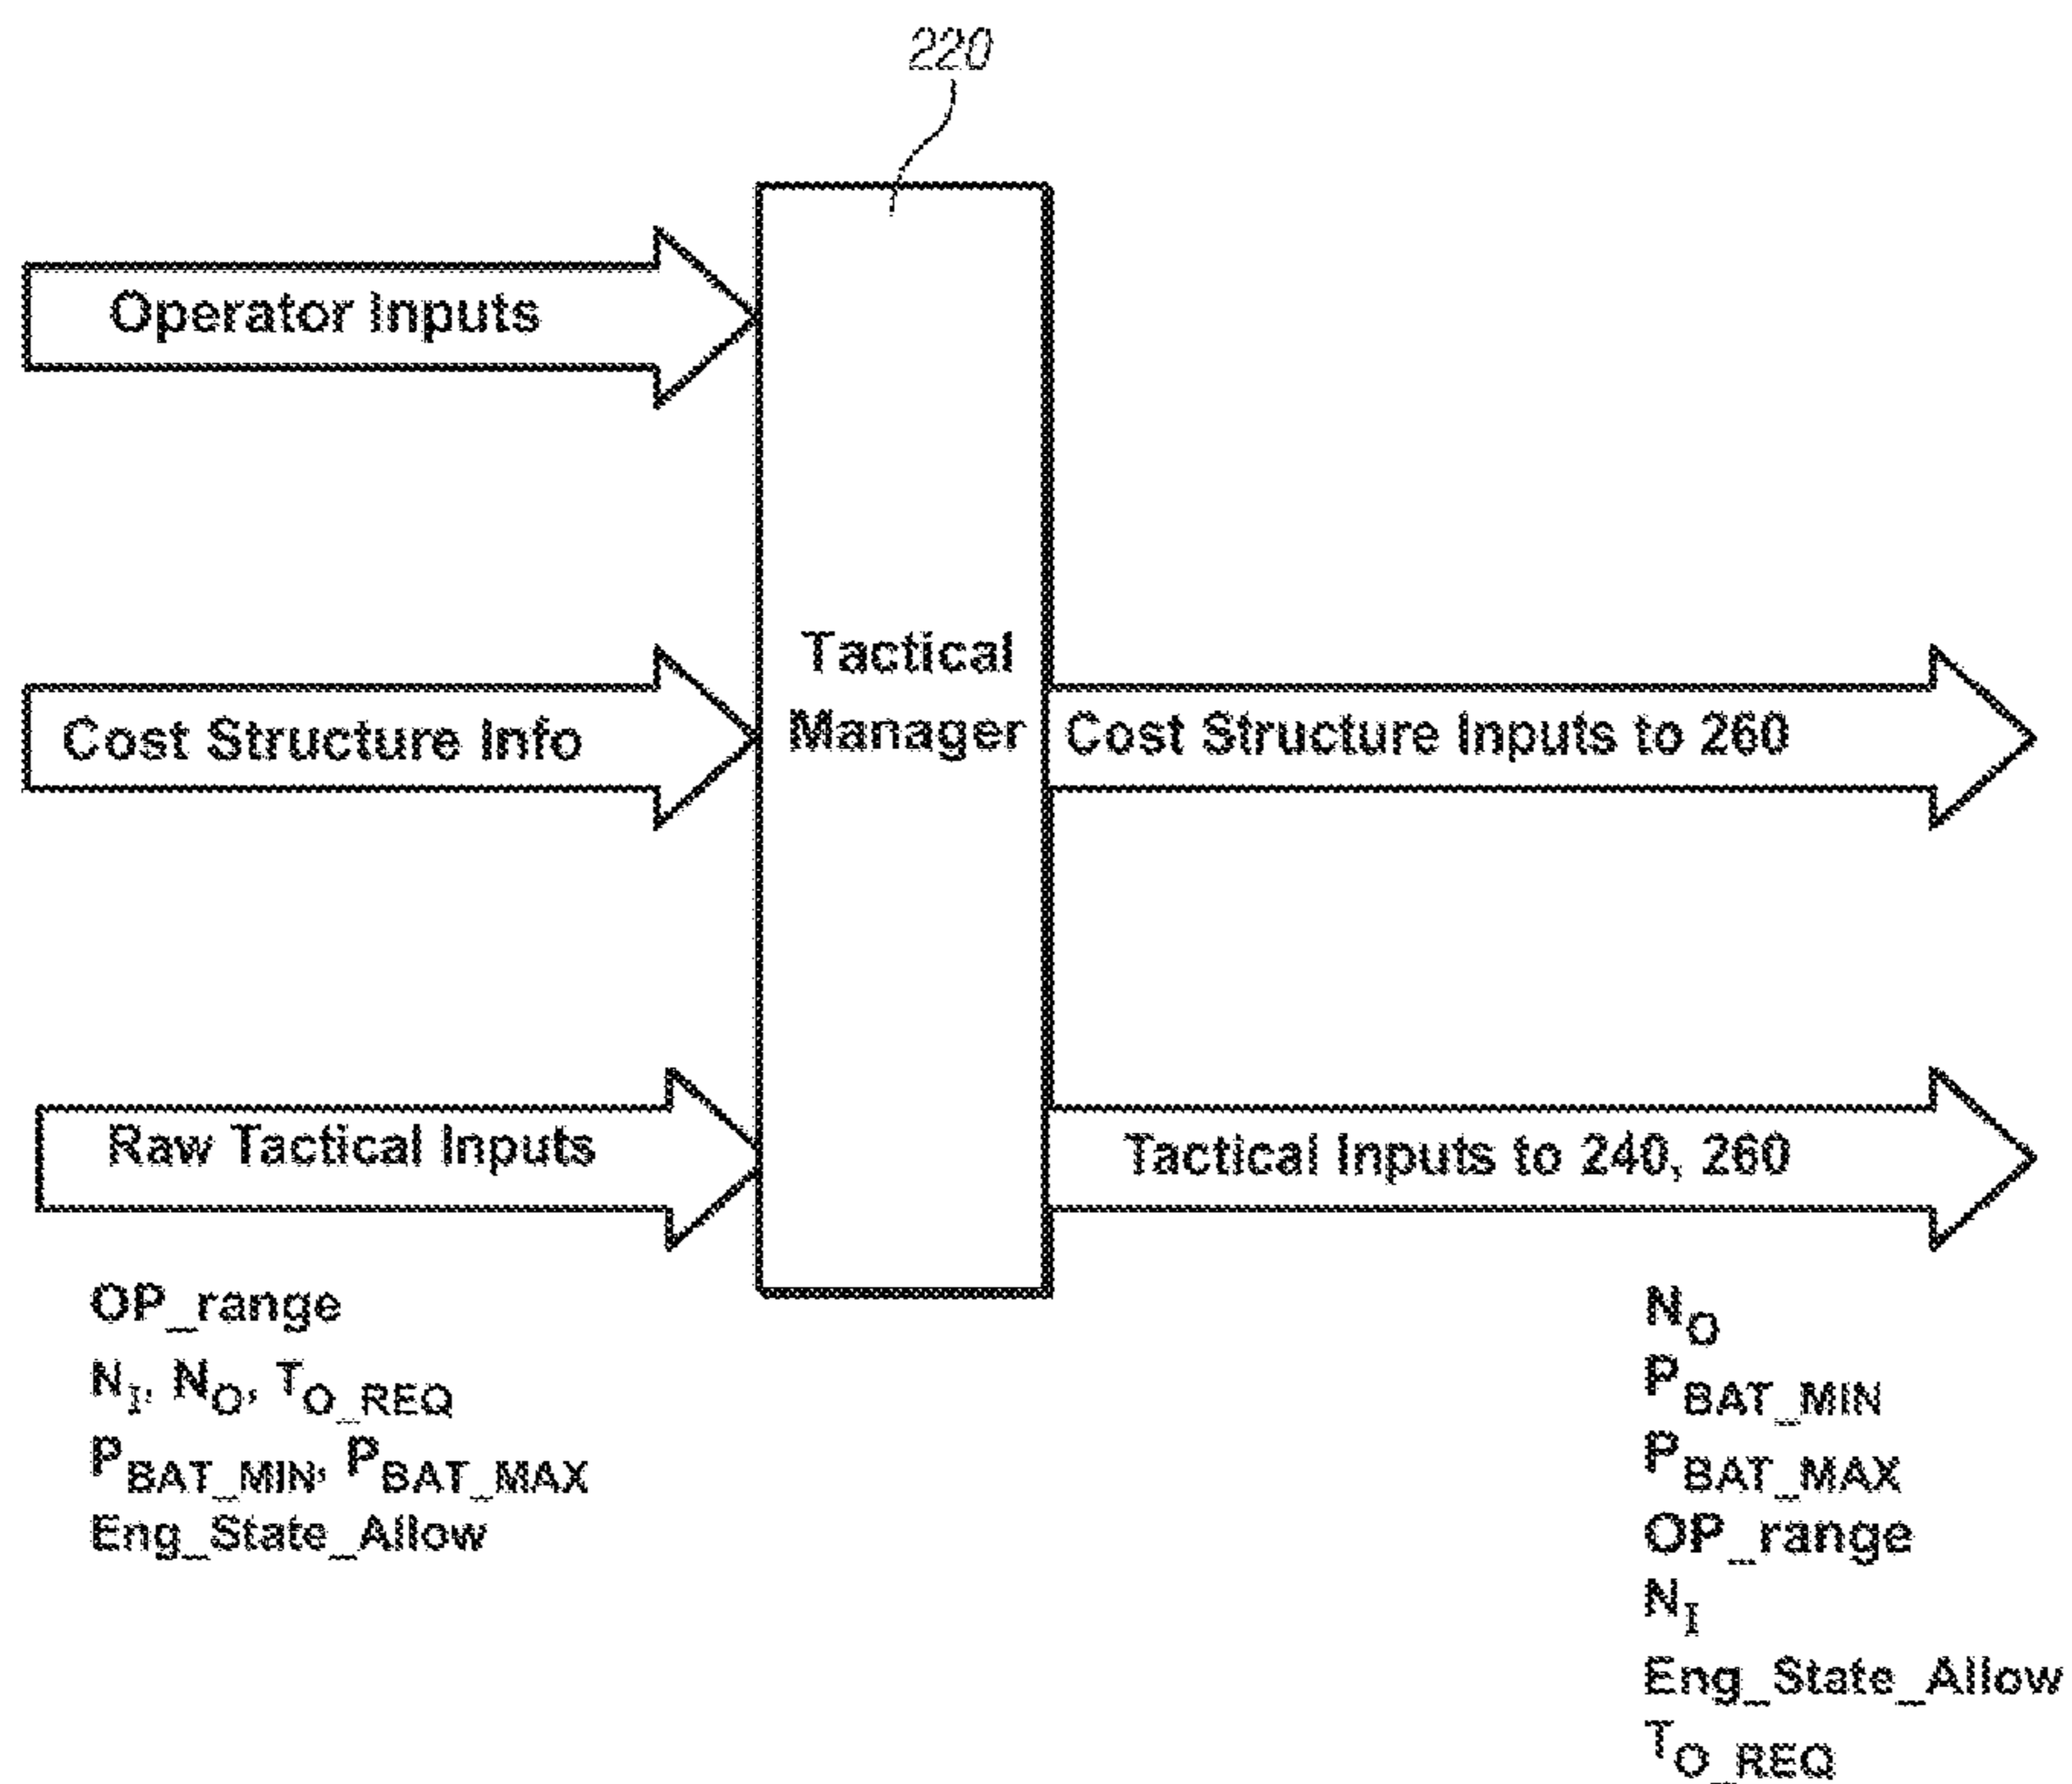 220
Operator Inputs
Tactical
Manager
Cost Structure Info
Cost Structure Inputs to 260
Raw Tactical Inputs
Tactical Inputs to 240, 260
OP_range
N_I, N_O, T_O_REQ
P_BAT_MIN, P_BAT_MAX
Eng_State_Allow
N_O
P_BAT_MIN
P_BAT_MAX
OP_range
N_I
Eng_State_Allow
T_O_REQ